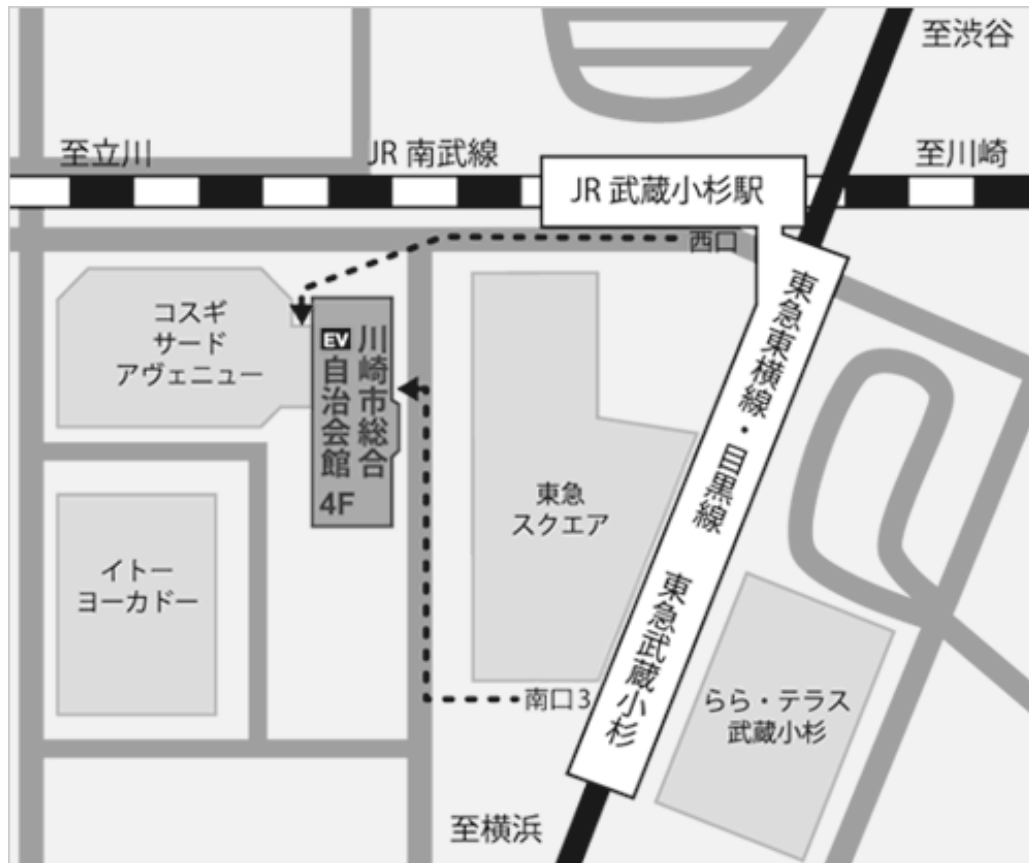 至渋谷
至立川
JR 南武線
至川崎
JR 武蔵小杉駅
西口
コスギ
サード
アヴェニュー
川崎市総合
EV
自治会館
4F
東急東横線・目黒線
東急武蔵小杉
東急
スクエア
イトー
ヨーカドー
南口3
らら・テラス
武蔵小杉
至横浜